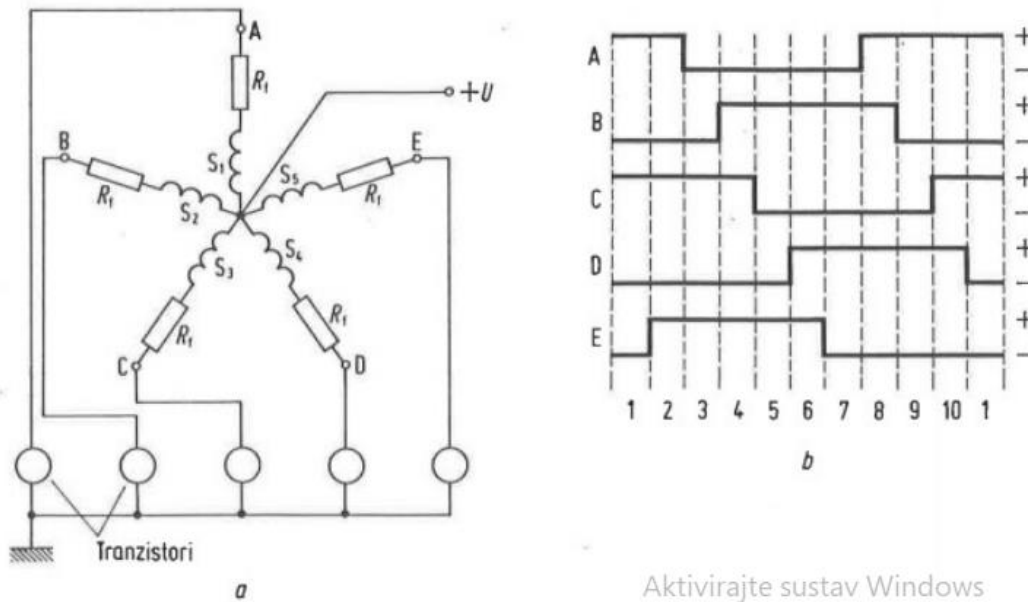 A
R₁
+U
B
E
S₁
S₅
R₁
S₂
R₁
S₃
S₄
R₁
R₁
C
D
Tranzistori
a
A + −
B + −
C + −
D + −
E + −
1 2 3 4 5 6 7 8 9 10 1
b
Aktivirajte sustav Windows